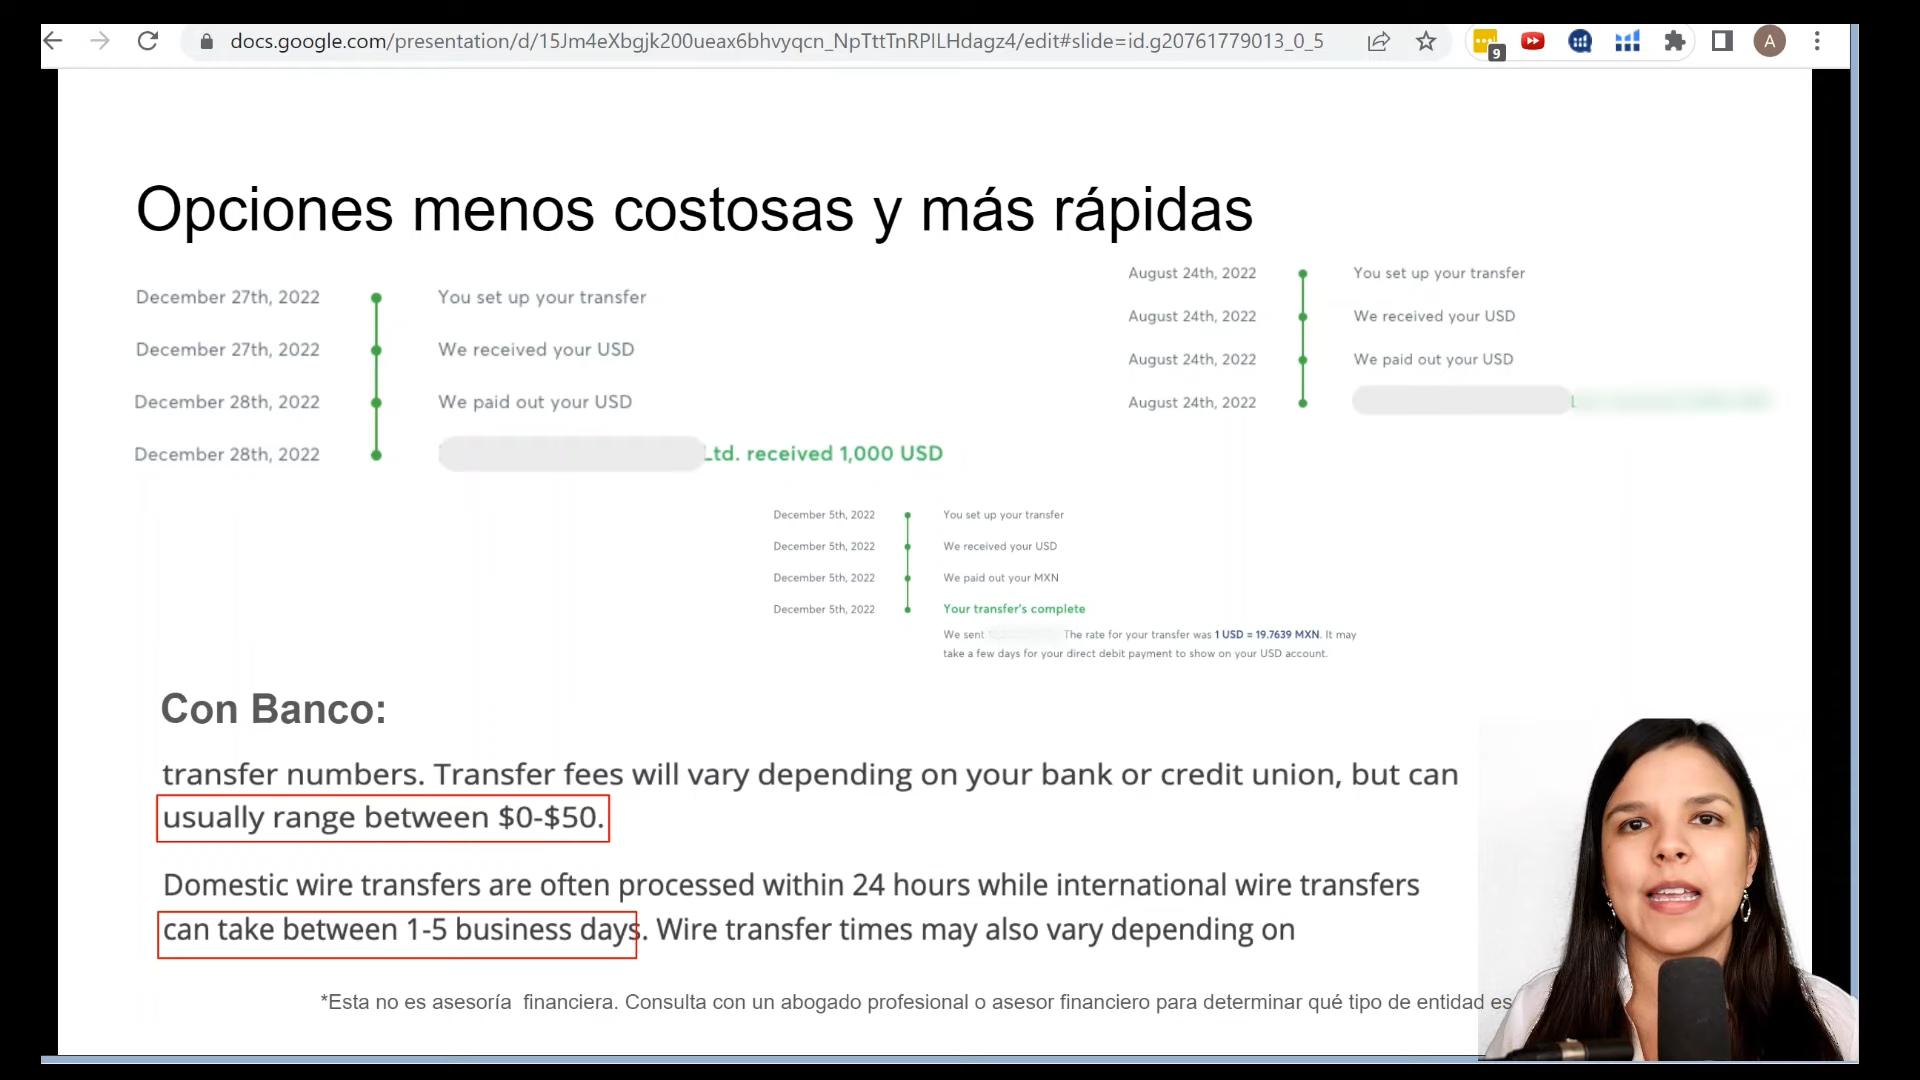 docs.google.com/presentation/d/15Jm4eXbgjk200ueax6bhvyqcn_NpTttTnRPlLHdagz4/edit#slide=id.g20761779013_0_5
9
A
Opciones menos costosas y más rápidas
December 27th, 2022 You set up your transfer
December 27th, 2022 We received your USD
December 28th, 2022 We paid out your USD
December 28th, 2022 Ltd. received 1,000 USD
August 24th, 2022 You set up your transfer
August 24th, 2022 We received your USD
August 24th, 2022 We paid out your USD
August 24th, 2022
December 5th, 2022 You set up your transfer
December 5th, 2022 We received your USD
December 5th, 2022 We paid out your MXN
December 5th, 2022 Your transfer's complete
We sent The rate for your transfer was 1 USD = 19.7639 MXN. It may
take a few days for your direct debit payment to show on your USD account.
Con Banco:
transfer numbers. Transfer fees will vary depending on your bank or credit union, but can
usually range between $0-$50.
Domestic wire transfers are often processed within 24 hours while international wire transfers
can take between 1-5 business days. Wire transfer times may also vary depending on
*Esta no es asesoría financiera. Consulta con un abogado profesional o asesor financiero para determinar qué tipo de entidad es